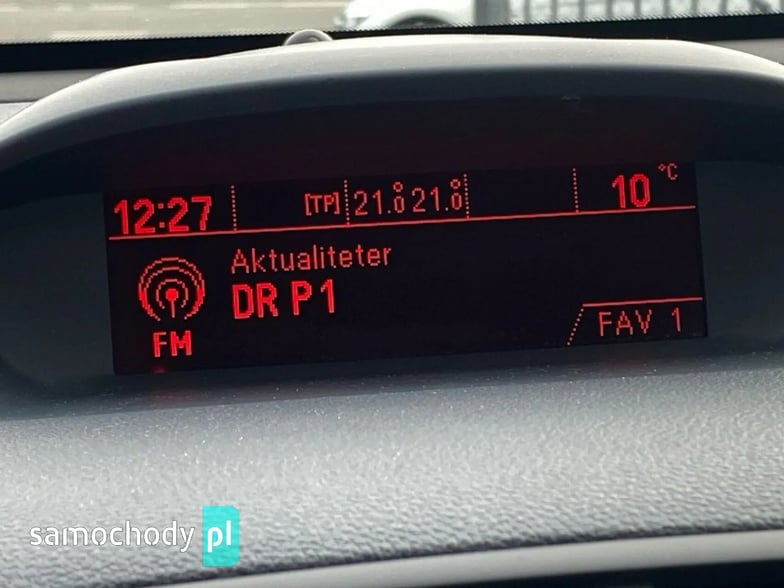 12:27 [TP] 21.0° 21.0° 10 °C
Aktualiteter
DR P1
FM
FAV 1
samochody pl